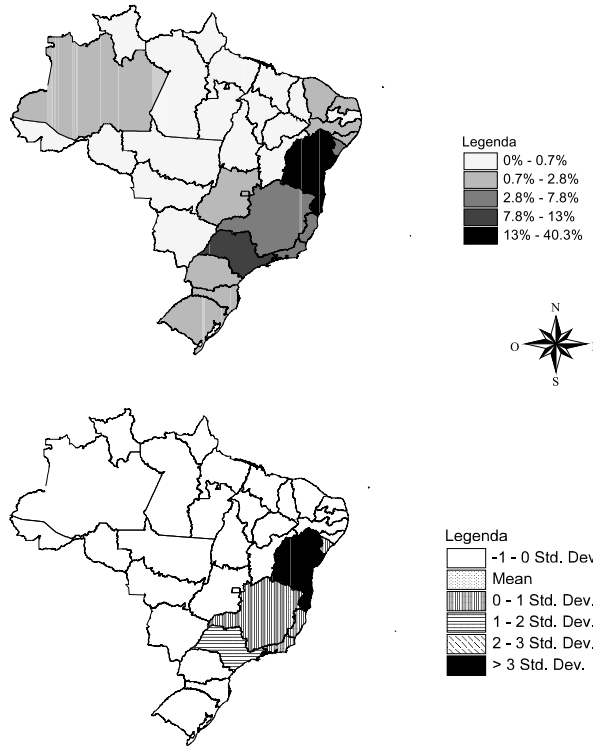 Legenda
0% - 0.7%
0.7% - 2.8%
2.8% - 7.8%
7.8% - 13%
13% - 40.3%
N
O
S
Legenda
-1 - 0 Std. Dev
Mean
0 - 1 Std. Dev.
1 - 2 Std. Dev.
2 - 3 Std. Dev.
> 3 Std. Dev.